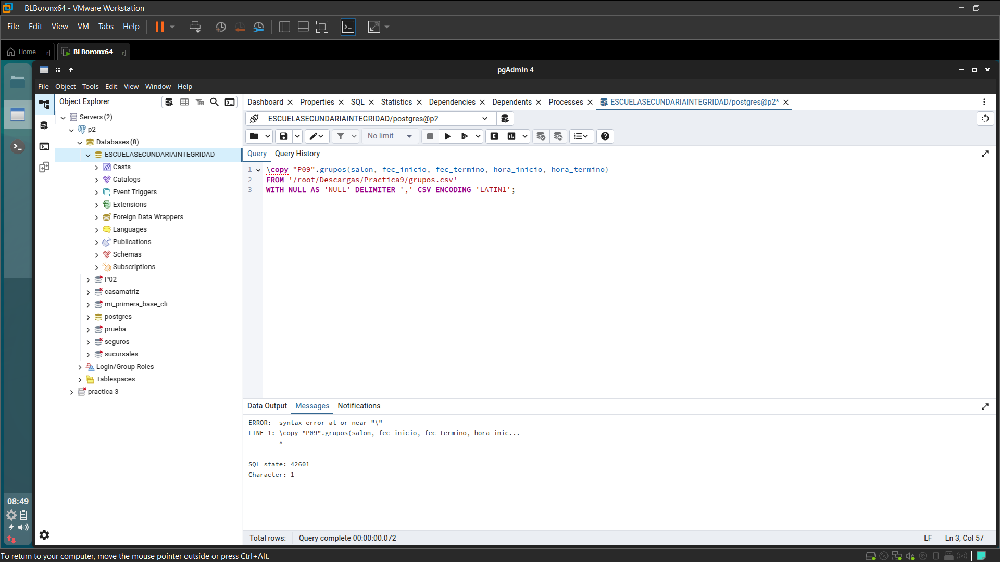 BLBoronx64 - VMware Workstation
File Edit View VM Tabs Help
Home
BLBoronx64
pgAdmin 4
File Object Tools Edit View Window Help
Object Explorer
Dashboard Properties SQL Statistics Dependencies Dependents Processes ESCUELASECUNDARIAINTEGRIDAD/postgres@p2*
Servers (2)
p2
Databases (8)
ESCUELASECUNDARIAINTEGRIDAD
Casts
Catalogs
Event Triggers
Extensions
Foreign Data Wrappers
Languages
Publications
Schemas
Subscriptions
P02
casamatriz
mi_primera_base_cli
postgres
prueba
seguros
sucursales
Login/Group Roles
Tablespaces
practica 3
ESCUELASECUNDARIAINTEGRIDAD/postgres@p2
No limit
E
Query Query History
1 \copy "P09".grupos(salon, fec_inicio, fec_termino, hora_inicio, hora_termino)
2 FROM '/root/Descargas/Practica9/grupos.csv'
3 WITH NULL AS 'NULL' DELIMITER ',' CSV ENCODING 'LATIN1';
Data Output Messages Notifications
ERROR:  syntax error at or near "\"
LINE 1: \copy "P09".grupos(salon, fec_inicio, fec_termino, hora_inic...
^
SQL state: 42601
Character: 1
Total rows: Query complete 00:00:00.072 LF Ln 3, Col 57
08:49
To return to your computer, move the mouse pointer outside or press Ctrl+Alt.